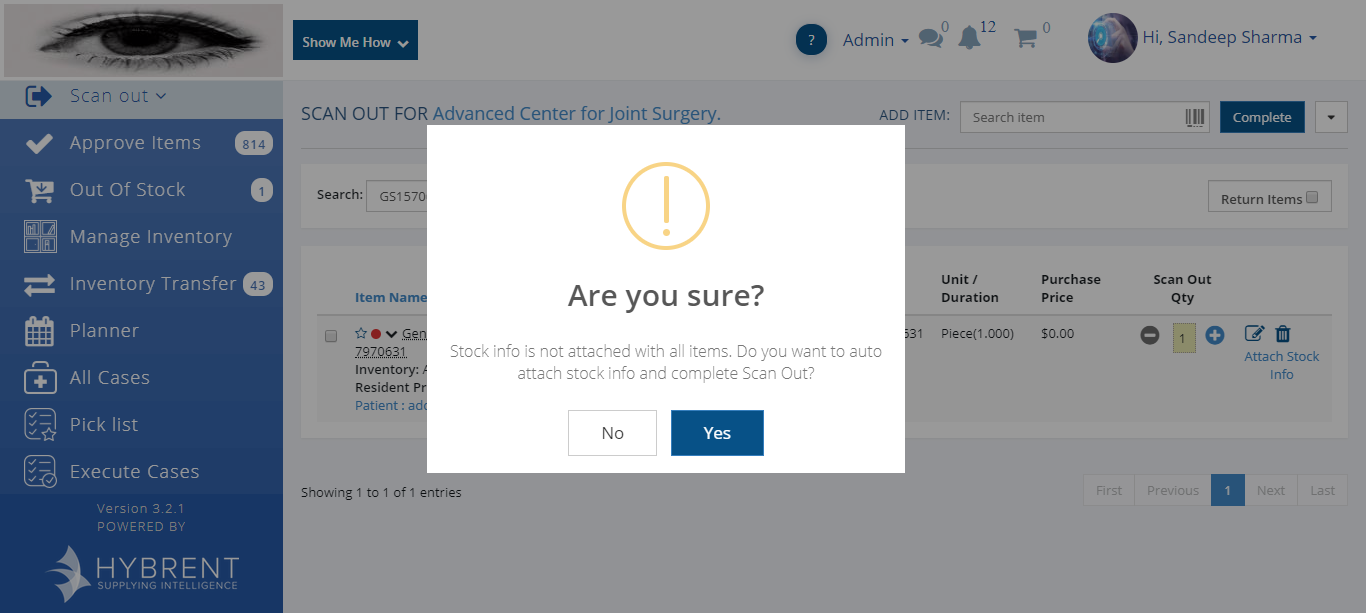 Show Me How
?
Admin
0
12
0
Hi, Sandeep Sharma
Scan out
Approve Items 814
Out Of Stock 1
Manage Inventory
Inventory Transfer 43
Planner
All Cases
Pick list
Execute Cases
Version 3.2.1
POWERED BY
HYBRENT
SUPPLYING INTELLIGENCE
SCAN OUT FOR Advanced Center for Joint Surgery.
ADD ITEM: Search item Complete
Search: GS1570
Return Items
Item Name
Unit / Duration
Purchase Price
Scan Out Qty
Gen
7970631
Inventory: A
Resident Pr
Patient : add
631
Piece(1.000)
$0.00
1
Attach Stock
Info
Are you sure?
Stock info is not attached with all items. Do you want to auto
attach stock info and complete Scan Out?
No Yes
Showing 1 to 1 of 1 entries
First Previous 1 Next Last